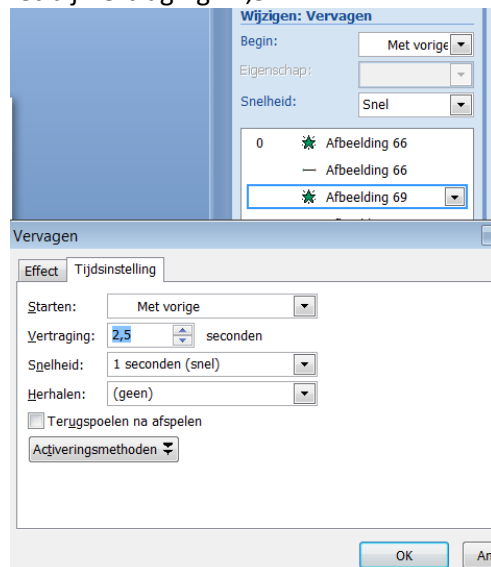 Wijzigen: Vervagen
Begin:
Met vorige
Eigenschap:
Snelheid:
Snel
0 Afbeelding 66
Afbeelding 66
Afbeelding 69
Vervagen
Effect Tijdsinstelling
Starten: Met vorige
Vertraging: 2,5 seconden
Snelheid: 1 seconden (snel)
Herhalen: (geen)
Terugspoelen na afspelen
Activeringsmethoden
OK